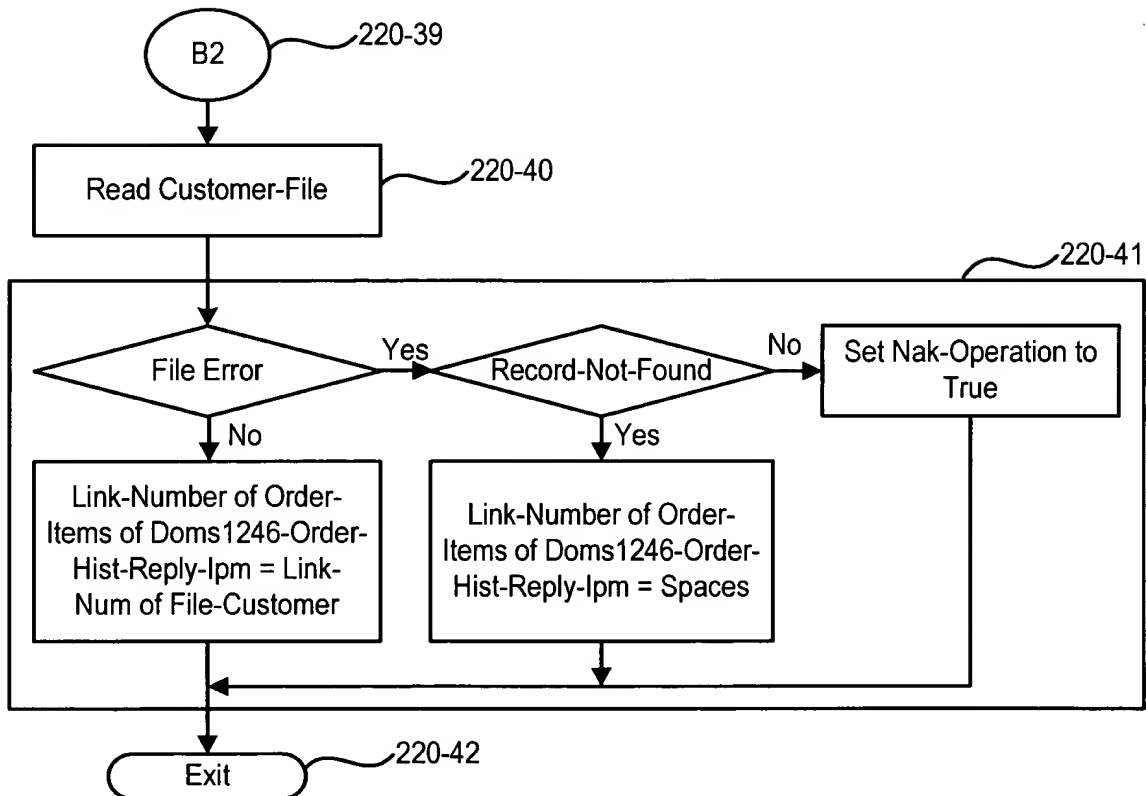 B2
220-39
Read Customer-File
220-40
220-41
File Error
Yes
Record-Not-Found
No
Set Nak-Operation to
True
No
Yes
Link-Number of Order-
Items of Doms1246-Order-
Hist-Reply-Ipm = Link-
Num of File-Customer
Link-Number of Order-
Items of Doms1246-Order-
Hist-Reply-Ipm = Spaces
Exit
220-42